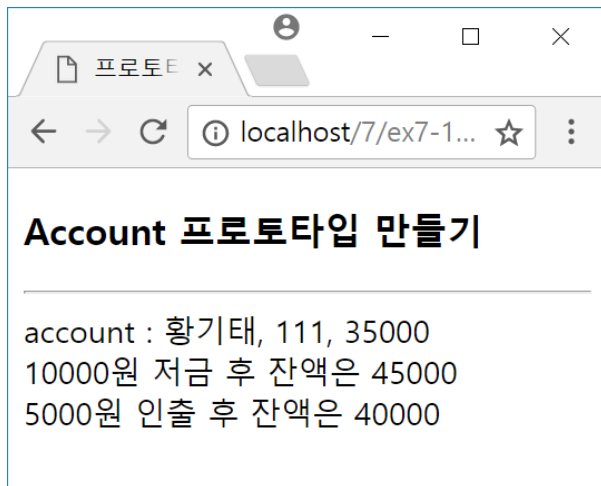 프로토E
localhost/7/ex7-1...
Account 프로토타입 만들기
account : 황기태, 111, 35000
10000원 저금 후 잔액은 45000
5000원 인출 후 잔액은 40000